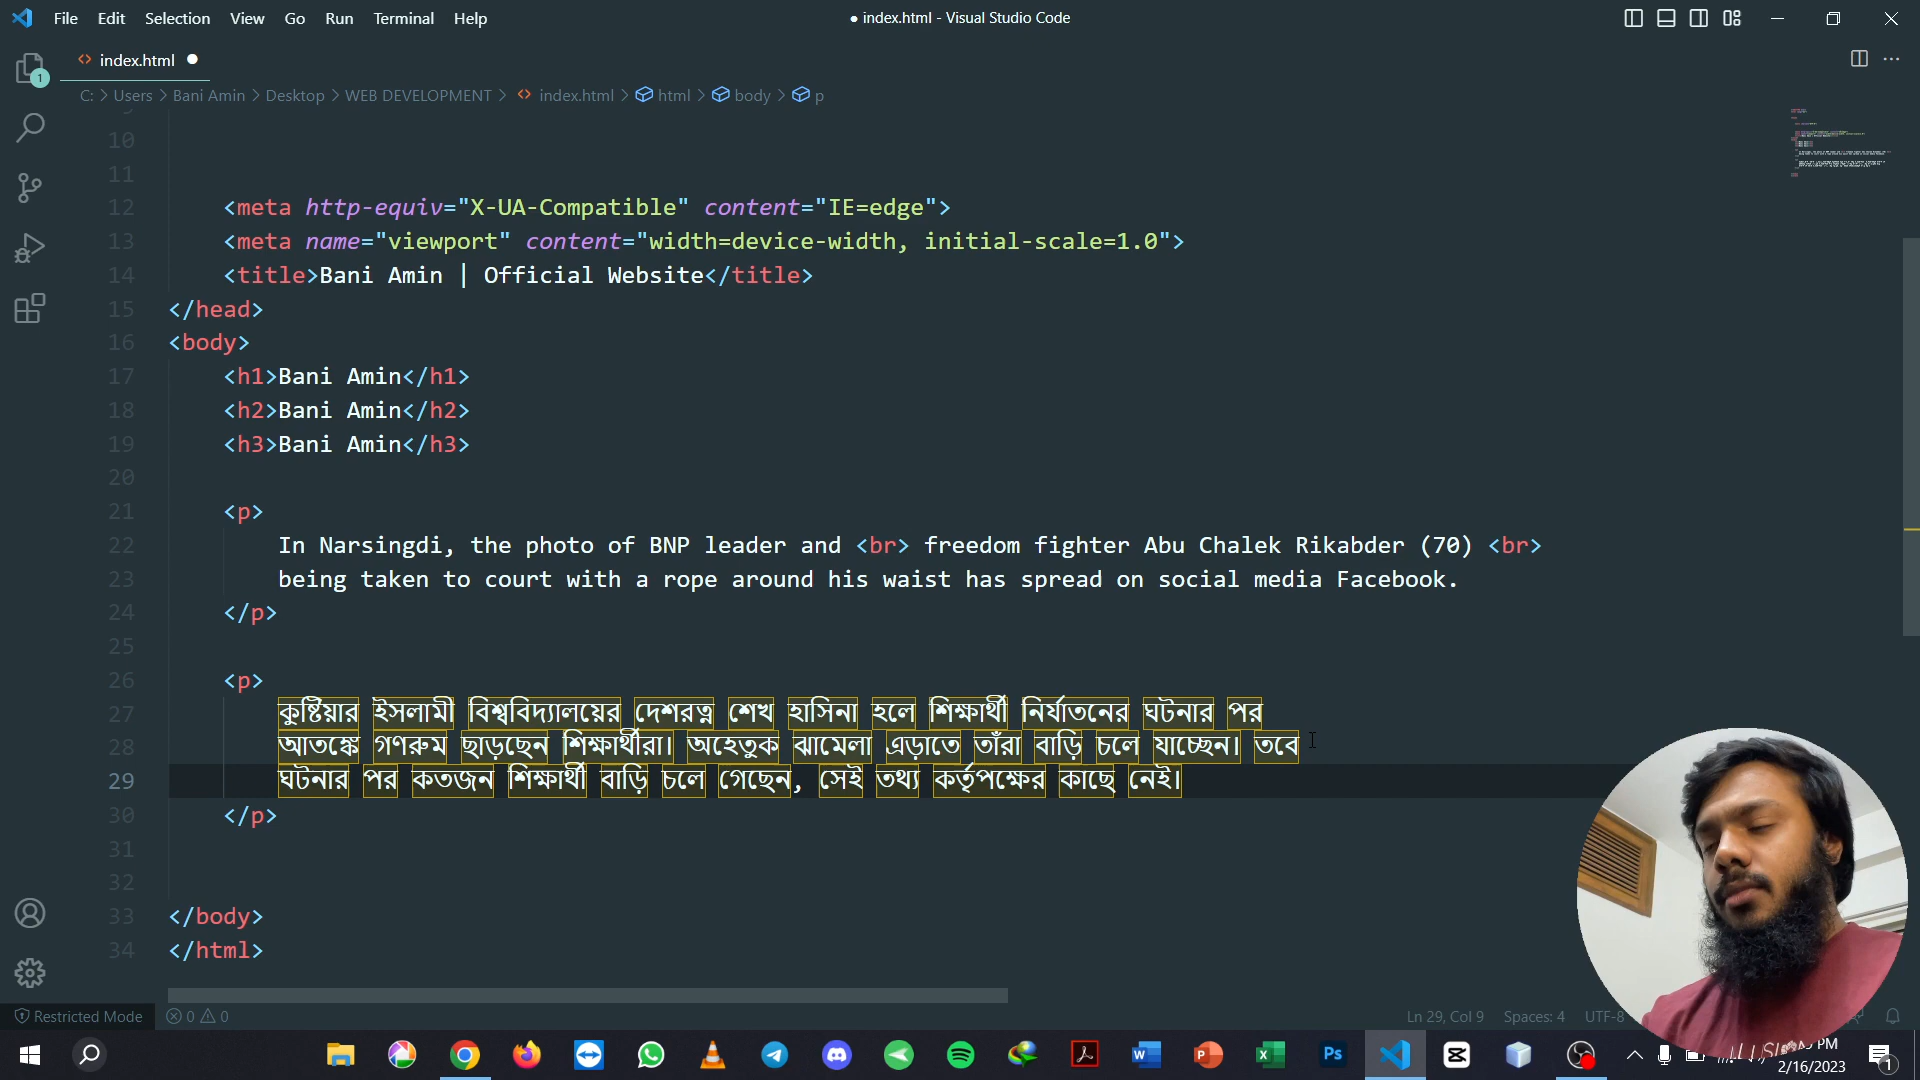 File Edit Selection View Go Run Terminal Help
● index.html - Visual Studio Code
index.html
C: > Users > Bani Amin > Desktop > WEB DEVELOPMENT > index.html > html > body > p
10
11
12 <meta http-equiv="X-UA-Compatible" content="IE=edge">
13 <meta name="viewport" content="width=device-width, initial-scale=1.0">
14 <title>Bani Amin | Official Website</title>
15 </head>
16 <body>
17 <h1>Bani Amin</h1>
18 <h2>Bani Amin</h2>
19 <h3>Bani Amin</h3>
20
21 <p>
22 In Narsingdi, the photo of BNP leader and <br> freedom fighter Abu Chalek Rikabder (70) <br>
23 being taken to court with a rope around his waist has spread on social media Facebook.
24 </p>
25
26 <p>
27 কুষ্টিয়ার ইসলামী বিশ্ববিদ্যালয়ের দেশরত্ন শেখ হাসিনা হলে শিক্ষার্থী নির্যাতনের ঘটনার পর
28 আতঙ্কে গণরুম ছাড়ছেন শিক্ষার্থীরা। অহেতুক ঝামেলা এড়াতে তাঁরা বাড়ি চলে যাচ্ছেন। তবে
29 ঘটনার পর কতজন শিক্ষার্থী বাড়ি চলে গেছেন, সেই তথ্য কর্তৃপক্ষের কাছে নেই।
30 </p>
31
32
33 </body>
34 </html>
Restricted Mode 0 0 Ln 29, Col 9 Spaces: 4 UTF-8
PM
2/16/2023
1